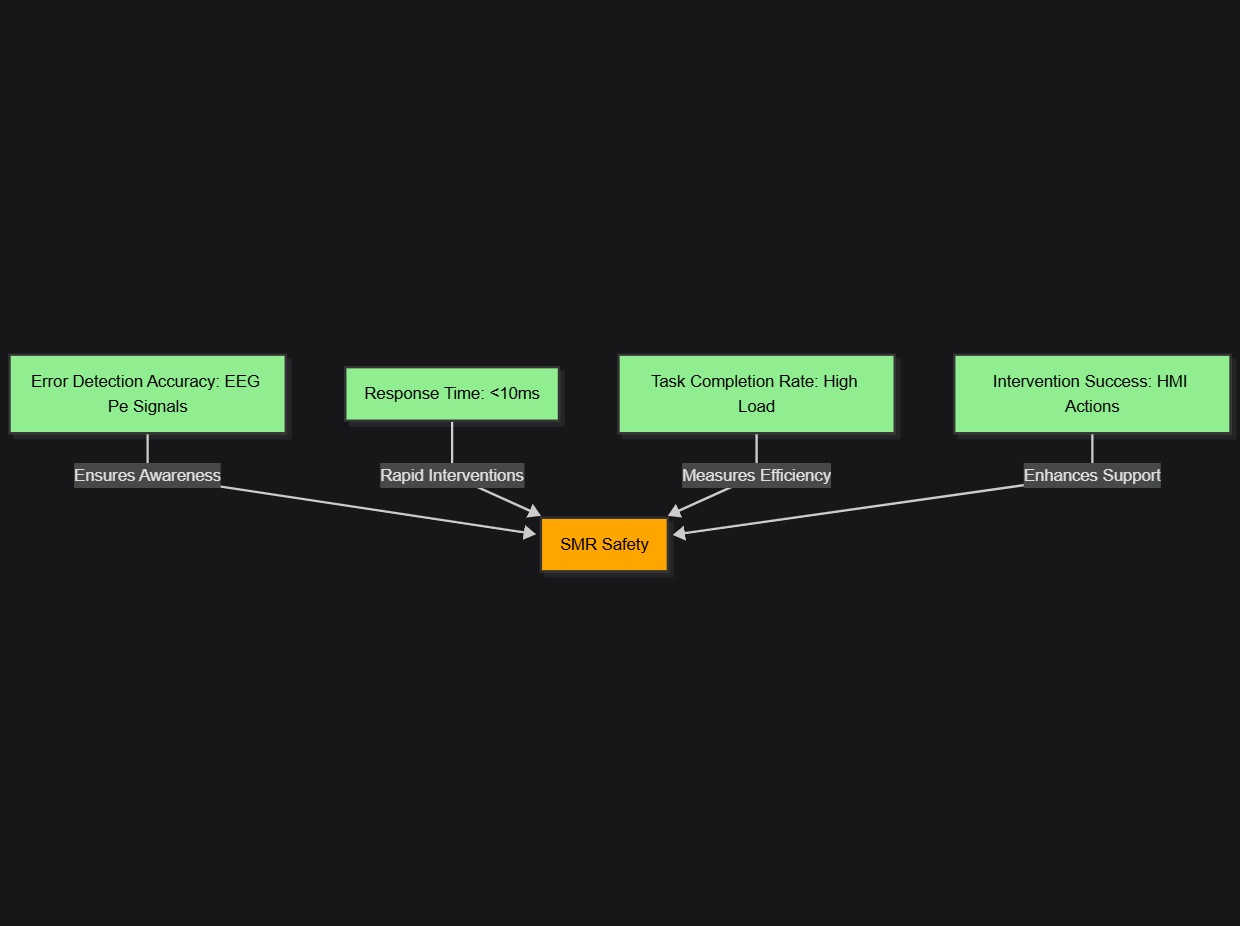 Error Detection Accuracy: EEG
Pe Signals
Response Time: <10ms
Task Completion Rate: High
Load
Intervention Success: HMI
Actions
Ensures Awareness
Rapid Interventions
Measures Efficiency
Enhances Support
SMR Safety